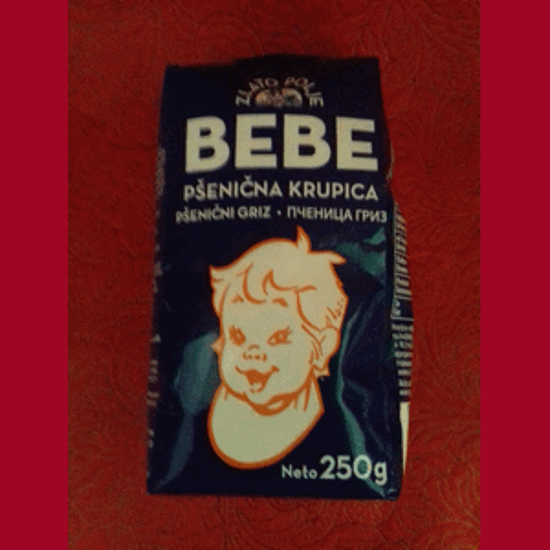 ZLATO POLJE
BEBE
PŠENIČNA KRUPICA
PŠENIČNI GRIZ • ПЧЕНИЦА ГРИЗ
Neto 250g